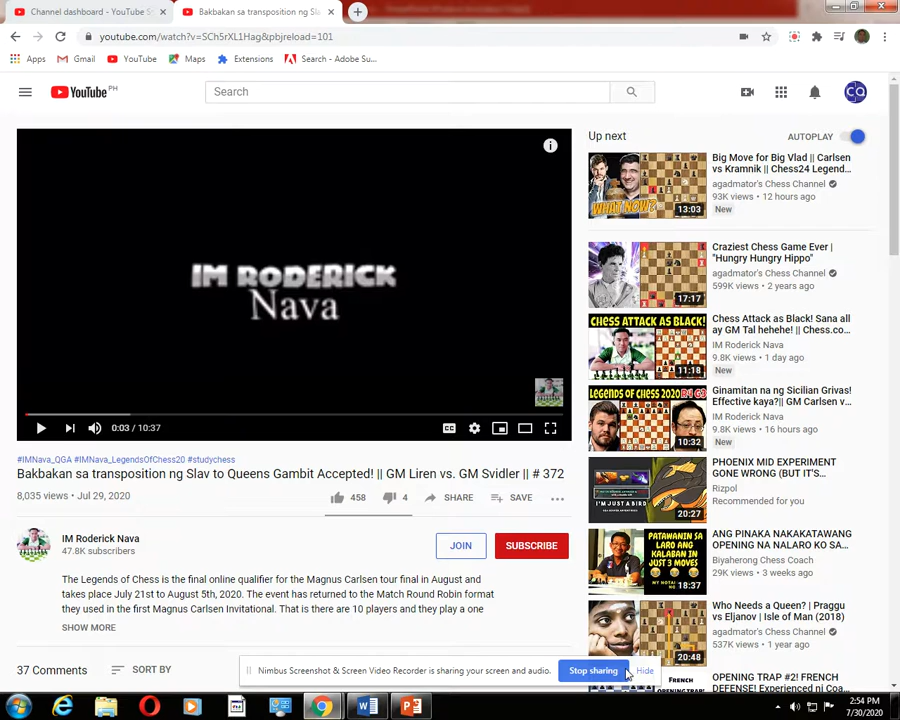 Channel dashboard - YouTube St
Bakbakan sa transposition ng Sla
youtube.com/watch?v=SCh5rXL1Hag&pbjreload=101
Apps
Gmail
YouTube
Maps
Extensions
Search - Adobe Su...
YouTube PH
Search
ca
IM RODERICK
Nava
0:03 / 10:37
CC
#IMNava_QGA #IMNava_LegendsOfChess20 #studychess
Bakbakan sa transposition ng Slav to Queens Gambit Accepted! || GM Liren vs. GM Svidler || # 372
8,035 views • Jul 29, 2020
458
4
SHARE
SAVE
IM Roderick Nava
47.8K subscribers
JOIN
SUBSCRIBE
The Legends of Chess is the final online qualifier for the Magnus Carlsen tour final in August and
takes place July 21st to August 5th, 2020. The event has returned to the Match Round Robin format
they used in the first Magnus Carlsen Invitational. That is there are 10 players and they play a one
SHOW MORE
37 Comments
SORT BY
Up next
AUTOPLAY
WHAT NOW?
13:03
Big Move for Big Vlad || Carlsen
vs Kramnik || Chess24 Legend...
agadmator's Chess Channel
93K views • 12 hours ago
New
17:17
Craziest Chess Game Ever |
"Hungry Hungry Hippo"
agadmator's Chess Channel
599K views • 2 years ago
CHESS ATTACK AS BLACK!
11:18
Chess Attack as Black! Sana all
ay GM Tal hehehe! || Chess.co...
IM Roderick Nava
9.8K views • 1 day ago
New
LEGENDS OF CHESS 2020 R4 G3
10:32
Ginamitan na ng Sicilian Grivas!
Effective kaya?|| GM Carlsen v...
IM Roderick Nava
9.8K views • 16 hours ago
New
I'M JUST A BIRD
20:27
PHOENIX MID EXPERIMENT
GONE WRONG (BUT IT'S...
Rizpol
Recommended for you
PATAWANIN SA
LARO ANG
KALABAN IN
JUST 3 MOVES
18:37
ANG PINAKA NAKAKATAWANG
OPENING NA NALARO KO SA...
Biyaherong Chess Coach
29K views • 3 weeks ago
20:48
Who Needs a Queen? | Praggu
vs Eljanov | Isle of Man (2018)
agadmator's Chess Channel
537K views • 1 year ago
FRENCH
OPENING TRAP #2! FRENCH
DEFENSE! Experienced ni Coa...
Nimbus Screenshot & Screen Video Recorder is sharing your screen and audio.
Stop sharing
Hide
2:54 PM
7/30/2020